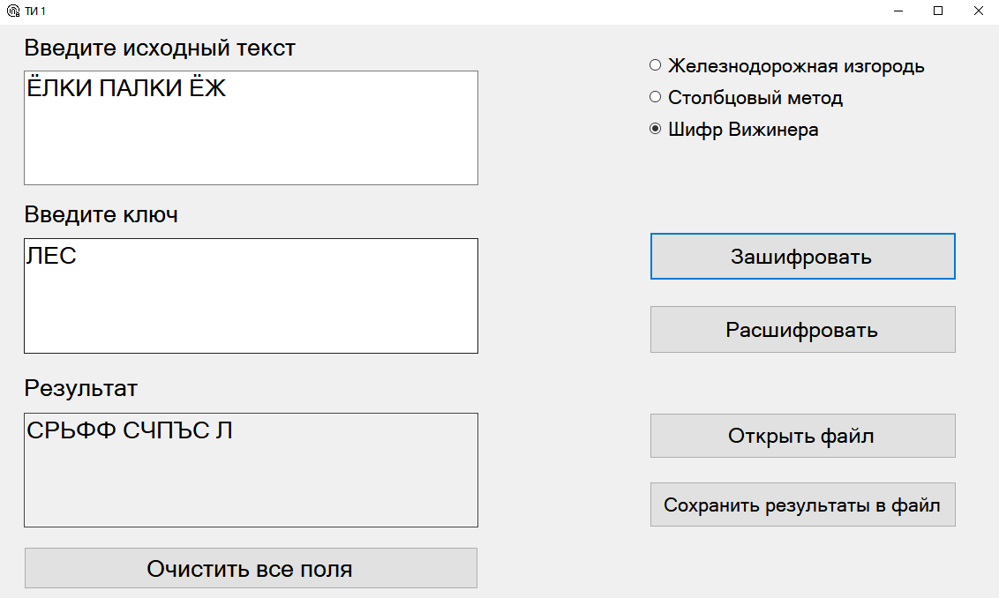 ТИ 1
Введите исходный текст
ЁЛКИ ПАЛКИ ЁЖ
Введите ключ
ЛЕС
Результат
СРЬФФ СЧПЪС Л
Очистить все поля
Железнодорожная изгородь
Столбцовый метод
Шифр Вижинера
Зашифровать
Расшифровать
Открыть файл
Сохранить результаты в файл